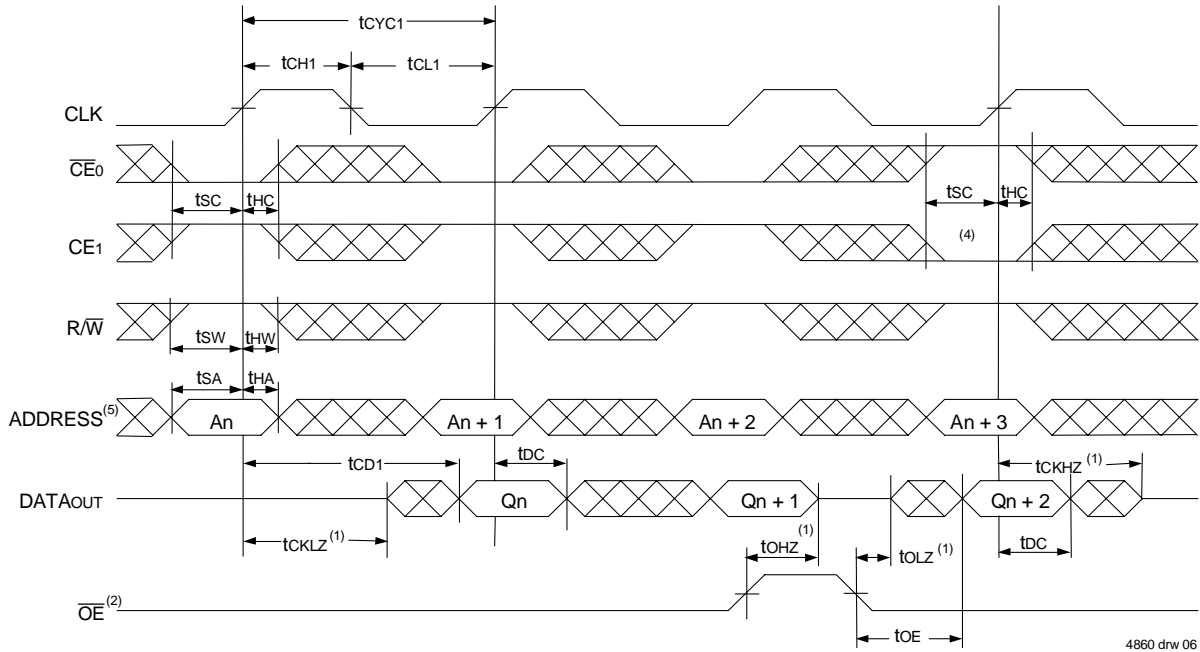 tCYC1
tCH1 tCL1
CLK
CE0
tSC tHC tSC tHC
CE1 (4)
R/W
tSW tHW
tSA tHA
ADDRESS(5) An An + 1 An + 2 An + 3
tCD1 tDC tCKHZ (1)
DATAOUT Qn Qn + 1 Qn + 2
tCKLZ (1) tOHZ (1) tOLZ (1) tDC
OE (2)
tOE
4860 drw 06